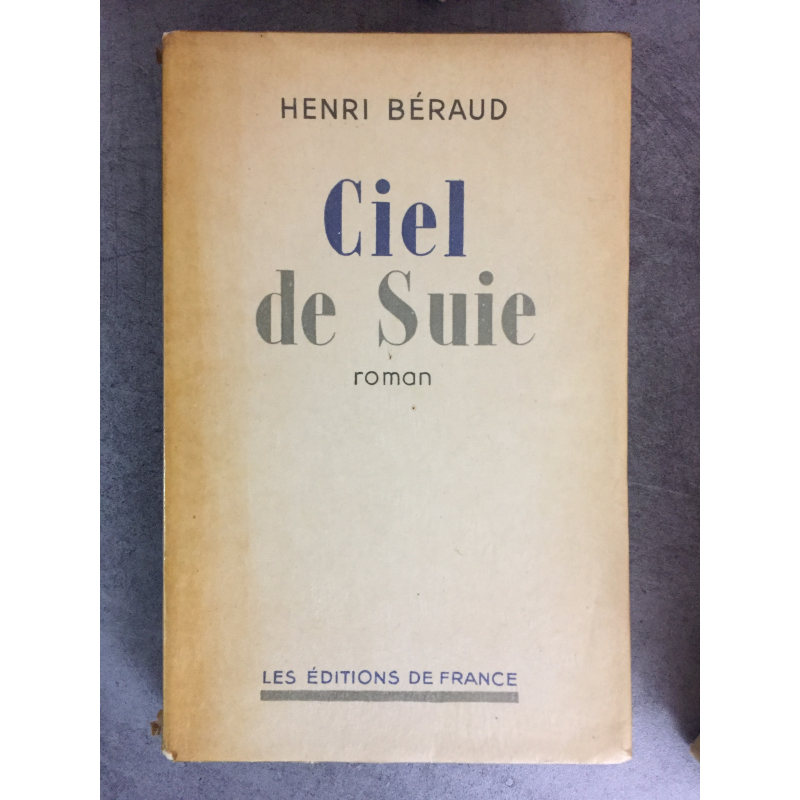 HENRI BÉRAUD
Ciel
de Suie
roman
LES ÉDITIONS DE FRANCE